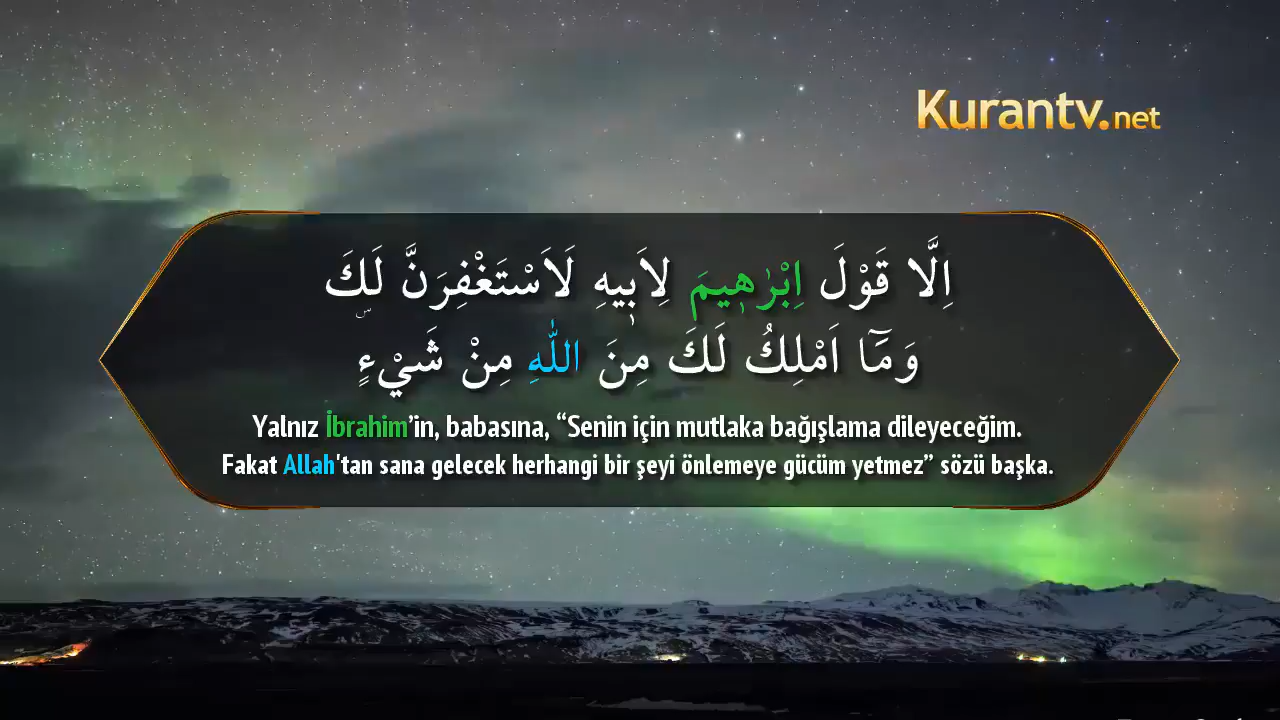 Kurantv.net
اِلَّا قَوْلَ اِبْرٰه۪يمَ لِاَب۪يهِ لَاَسْتَغْفِرَنَّ لَكَ
وَمَٓا اَمْلِكُ لَكَ مِنَ اللّٰهِ مِنْ شَيْءٍ
Yalnız İbrahim’in, babasına, “Senin için mutlaka bağışlama dileyeceğim.
Fakat Allah'tan sana gelecek herhangi bir şeyi önlemeye gücüm yetmez” sözü başka.